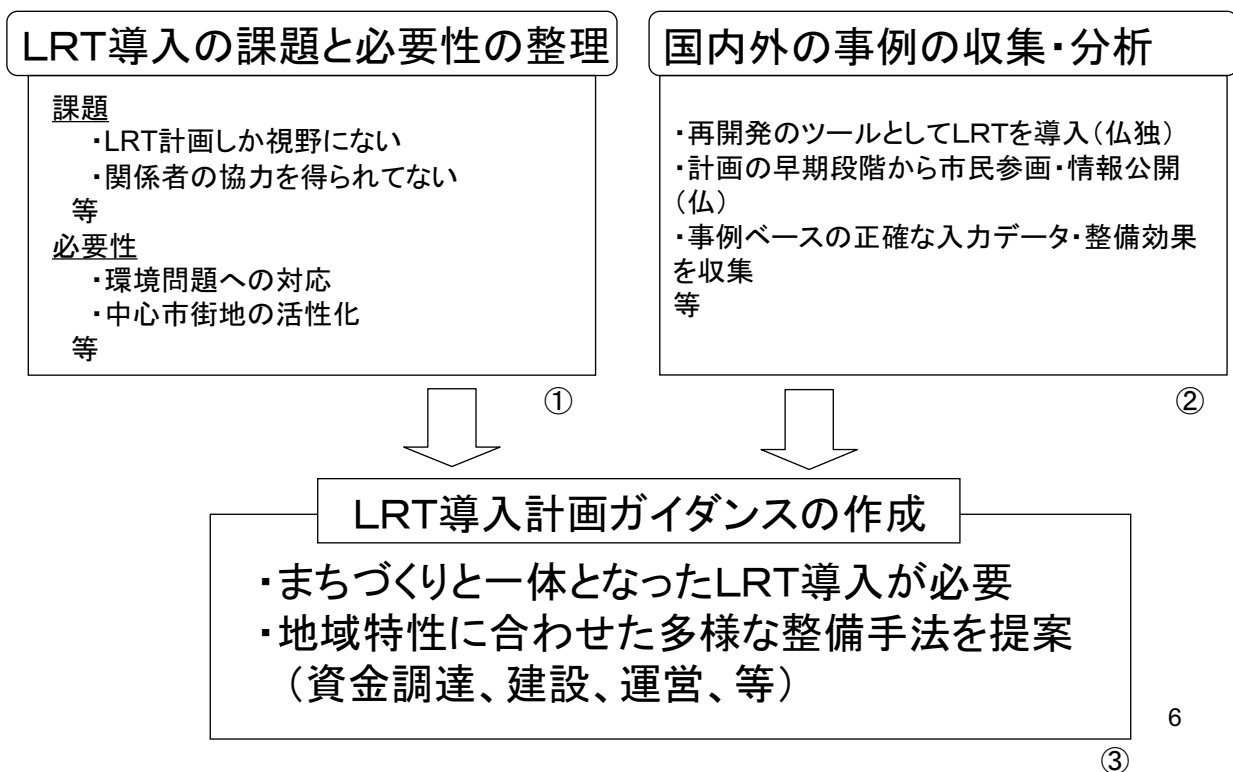 LRT導入の課題と必要性の整理
課題
・LRT計画しか視野にない
・関係者の協力を得られてない
等
必要性
・環境問題への対応
・中心市街地の活性化
等
①
国内外の事例の収集・分析
・再開発のツールとしてLRTを導入(仏独)
・計画の早期段階から市民参画・情報公開
(仏)
・事例ベースの正確な入力データ・整備効果
を収集
等
②
LRT導入計画ガイダンスの作成
・まちづくりと一体となったLRT導入が必要
・地域特性に合わせた多様な整備手法を提案
(資金調達、建設、運営、等)
6
③